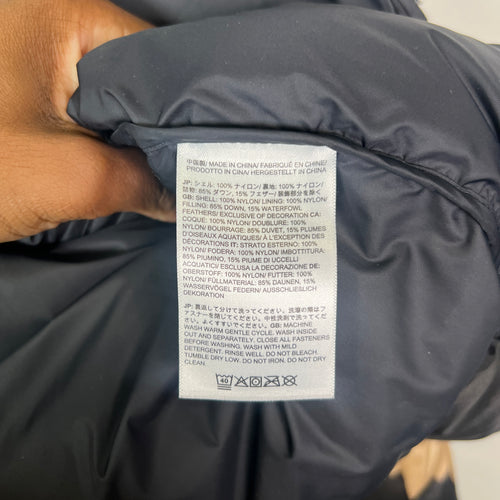 中国製/ MADE IN CHINA/ FABRIQUÉ EN CHINE/
PRODOTTO IN CINA/ HERGESTELLT IN CHINA
JP: シェル: 100% ナイロン/ 裏地: 100% ナイロン/
詰物: 85% ダウン, 15% フェザー/ 装飾部分を除く
GB: SHELL: 100% NYLON/ LINING: 100% NYLON/
FILLING: 85% DOWN, 15% WATERFOWL
FEATHERS/ EXCLUSIVE OF DECORATION CA:
COQUE: 100% NYLON/ DOUBLURE: 100%
NYLON/ BOURRAGE: 85% DUVET, 15% PLUMES
D'OISEAUX AQUATIQUES/ À L'EXCEPTION DES
DÉCORATIONS IT: STRATO ESTERNO: 100%
NYLON/ FODERA: 100% NYLON/ IMBOTTITURA:
85% PIUMINO, 15% PIUME DI UCCELLI
ACQUATICI/ ESCLUSA LA DECORAZIONE DE:
OBERSTOFF: 100% NYLON/ FUTTER: 100%
NYLON/ FÜLLMATERIAL: 85% DAUNEN, 15%
WASSERVÖGEL FEDERN/ AUSSCHLIESSLICH
DEKORATION
JP: 裏返して分けて洗ってください。洗濯の際はファ
スナーを閉じてください。中性洗剤で洗ってくださ
い。よくすすいでください。 GB: MACHINE
WASH WARM GENTLE CYCLE. WASH INSIDE
OUT AND SEPARATELY. CLOSE ALL FASTENERS
BEFORE WASHING. WASH WITH MILD
DETERGENT. RINSE WELL. DO NOT BLEACH.
TUMBLE DRY LOW. DO NOT IRON. DO NOT DRY
CLEAN.
40